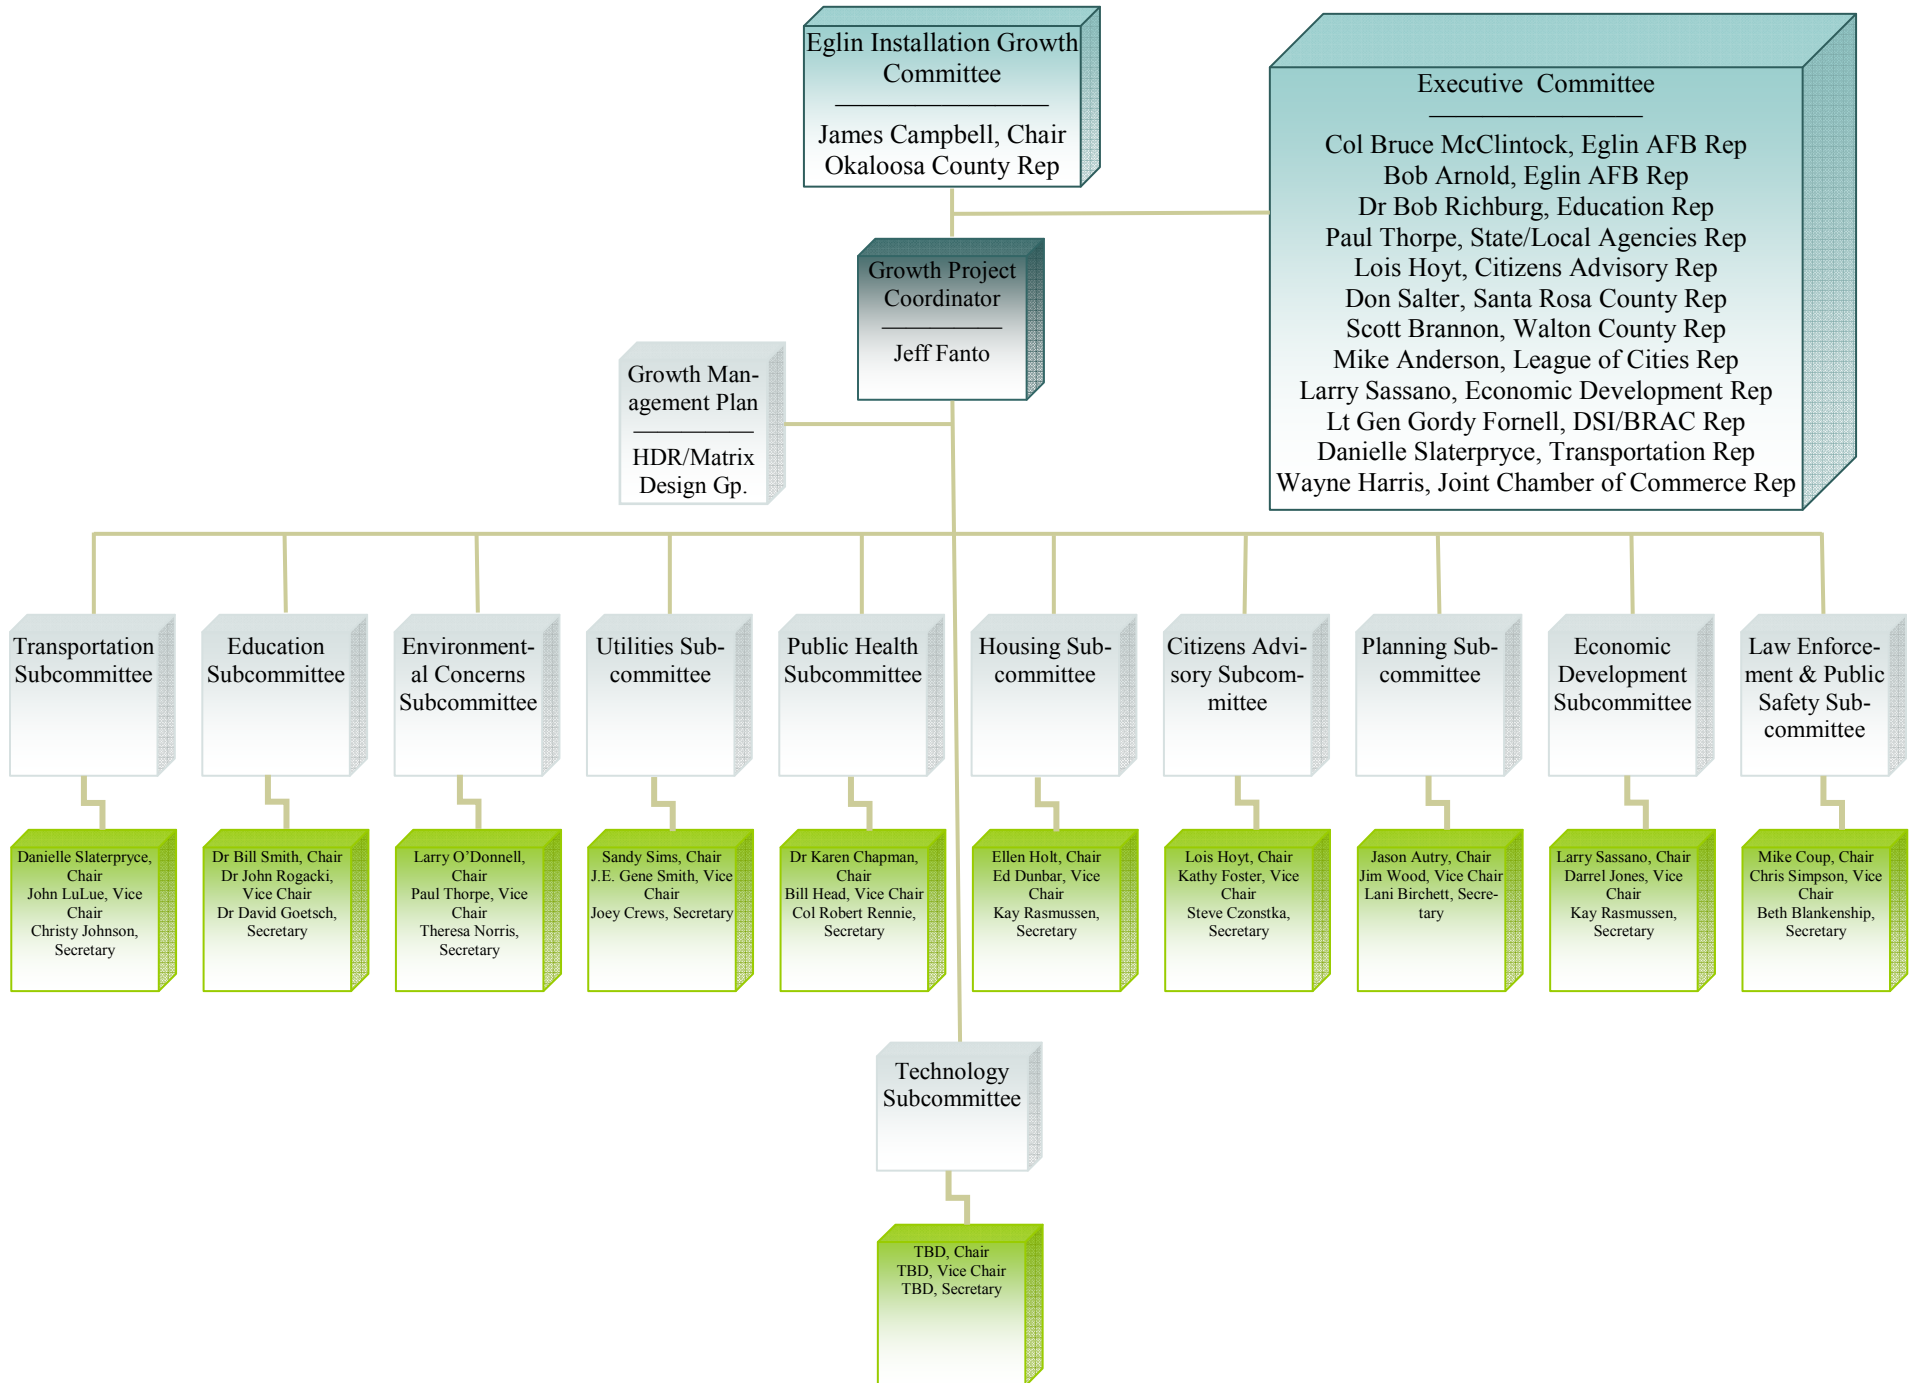 Eglin Installation Growth
Committee
James Campbell, Chair
Okaloosa County Rep
Executive Committee
Col Bruce McClintock, Eglin AFB Rep
Bob Arnold, Eglin AFB Rep
Dr Bob Richburg, Education Rep
Paul Thorpe, State/Local Agencies Rep
Lois Hoyt, Citizens Advisory Rep
Don Salter, Santa Rosa County Rep
Scott Brannon, Walton County Rep
Mike Anderson, League of Cities Rep
Larry Sassano, Economic Development Rep
Lt Gen Gordy Fornell, DSI/BRAC Rep
Danielle Slaterpryce, Transportation Rep
Wayne Harris, Joint Chamber of Commerce Rep
Growth Project
Coordinator
Jeff Fanto
Growth Man-
agement Plan
HDR/Matrix
Design Gp.
Transportation
Subcommittee
Education
Subcommittee
Environment-
al Concerns
Subcommittee
Utilities Sub-
committee
Public Health
Subcommittee
Housing Sub-
committee
Citizens Advi-
sory Subcom-
mittee
Planning Sub-
committee
Economic
Development
Subcommittee
Law Enforce-
ment & Public
Safety Sub-
committee
Danielle Slaterpryce,
Chair
John LuLue, Vice
Chair
Christy Johnson,
Secretary
Dr Bill Smith, Chair
Dr John Rogacki,
Vice Chair
Dr David Goetsch,
Secretary
Larry O’Donnell,
Chair
Paul Thorpe, Vice
Chair
Theresa Norris,
Secretary
Sandy Sims, Chair
J.E. Gene Smith, Vice
Chair
Joey Crews, Secretary
Dr Karen Chapman,
Chair
Bill Head, Vice Chair
Col Robert Rennie,
Secretary
Ellen Holt, Chair
Ed Dunbar, Vice
Chair
Kay Rasmussen,
Secretary
Lois Hoyt, Chair
Kathy Foster, Vice
Chair
Steve Czonstka,
Secretary
Jason Autry, Chair
Jim Wood, Vice Chair
Lani Birchett, Secre-
tary
Larry Sassano, Chair
Darrel Jones, Vice
Chair
Kay Rasmussen,
Secretary
Mike Coup, Chair
Chris Simpson, Vice
Chair
Beth Blankenship,
Secretary
Technology
Subcommittee
TBD, Chair
TBD, Vice Chair
TBD, Secretary